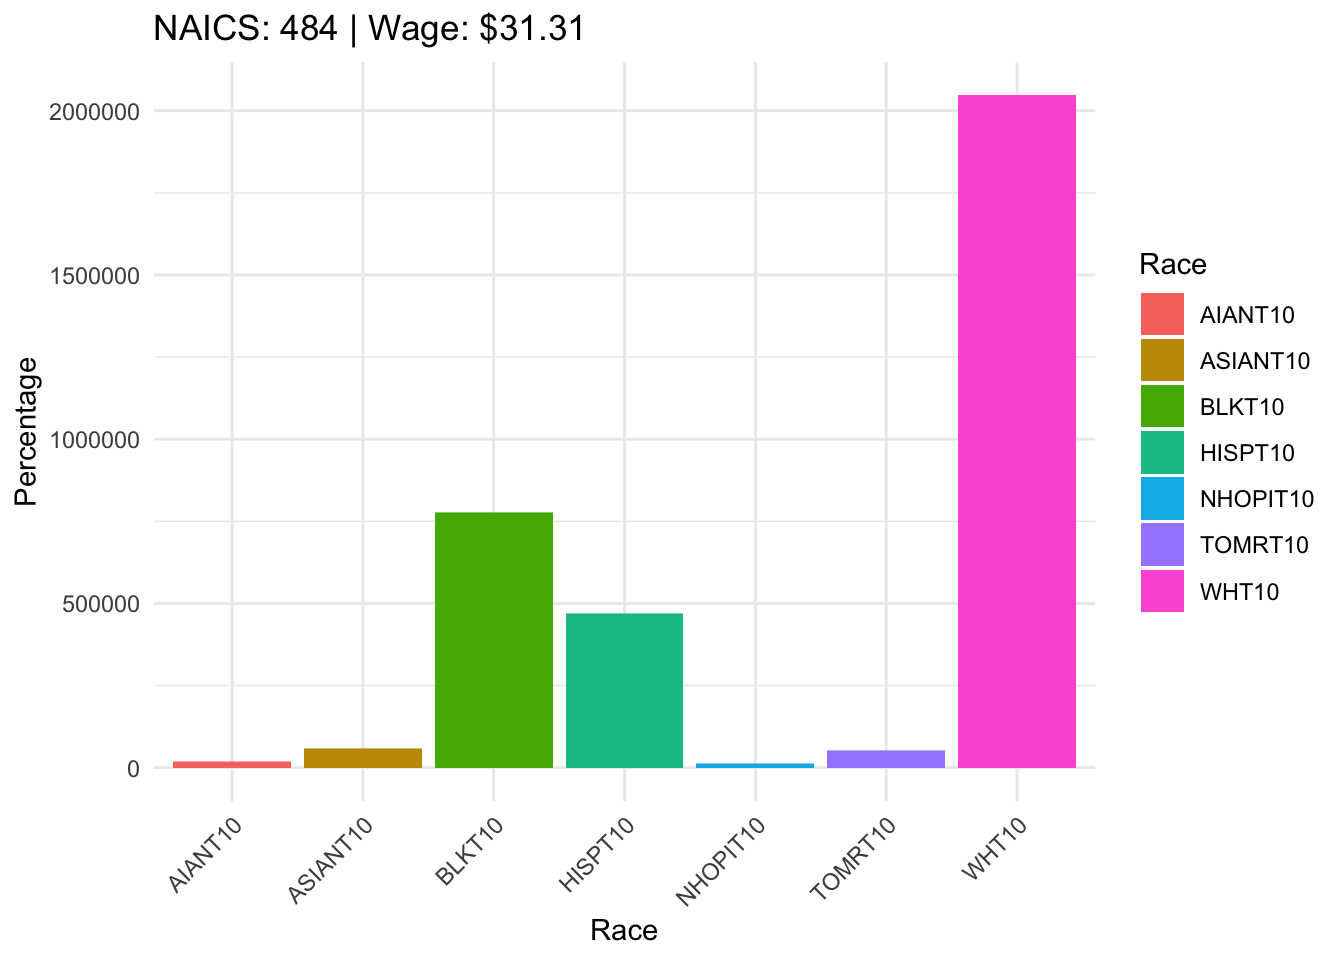 NAICS: 484 | Wage: $31.31
Percentage
2000000
1500000
1000000
500000
0
AIANT10
ASIANT10
BLKT10
HISPT10
NHOPIT10
TOMRT10
WHT10
Race
Race
AIANT10
ASIANT10
BLKT10
HISPT10
NHOPIT10
TOMRT10
WHT10